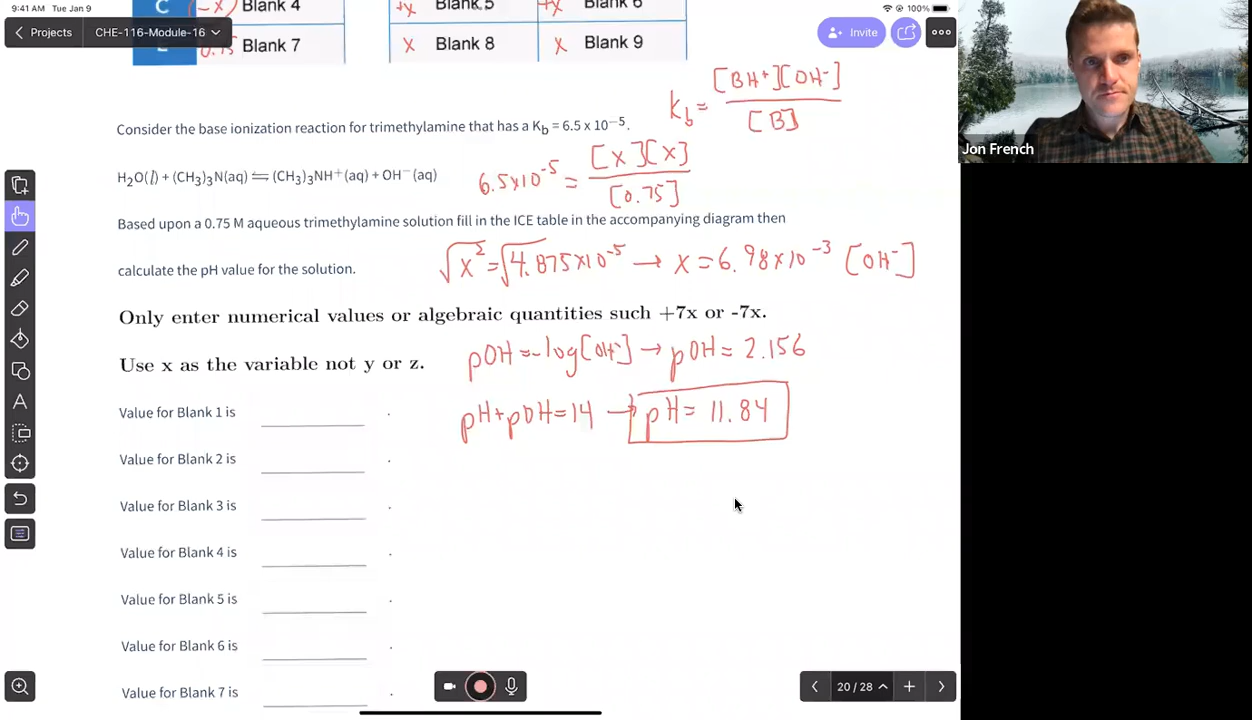 9:41 AM Tue Jan 9
100%
Projects
CHE-116-Module-16
Invite
C (-x) Blank 4 +x Blank 5 +x Blank 6
E 0.75 Blank 7 x Blank 8 x Blank 9
Kb = [BH+][OH-] / [B]
Jon French
Consider the base ionization reaction for trimethylamine that has a Kb = 6.5 x 10−5.
6.5x10-5 = [x][x] / [0.75]
H2O(l) + (CH3)3N(aq) ⇌ (CH3)3NH+(aq) + OH−(aq)
Based upon a 0.75 M aqueous trimethylamine solution fill in the ICE table in the accompanying diagram then
calculate the pH value for the solution.
√x2 = √4.875x10-5 → x = 6.98x10-3 [OH-]
Only enter numerical values or algebraic quantities such +7x or -7x.
Use x as the variable not y or z.
pOH = -log[OH-] → pOH = 2.156
pH + pOH = 14 → pH = 11.84
Value for Blank 1 is .
Value for Blank 2 is .
Value for Blank 3 is .
Value for Blank 4 is .
Value for Blank 5 is .
Value for Blank 6 is .
Value for Blank 7 is .
20 / 28